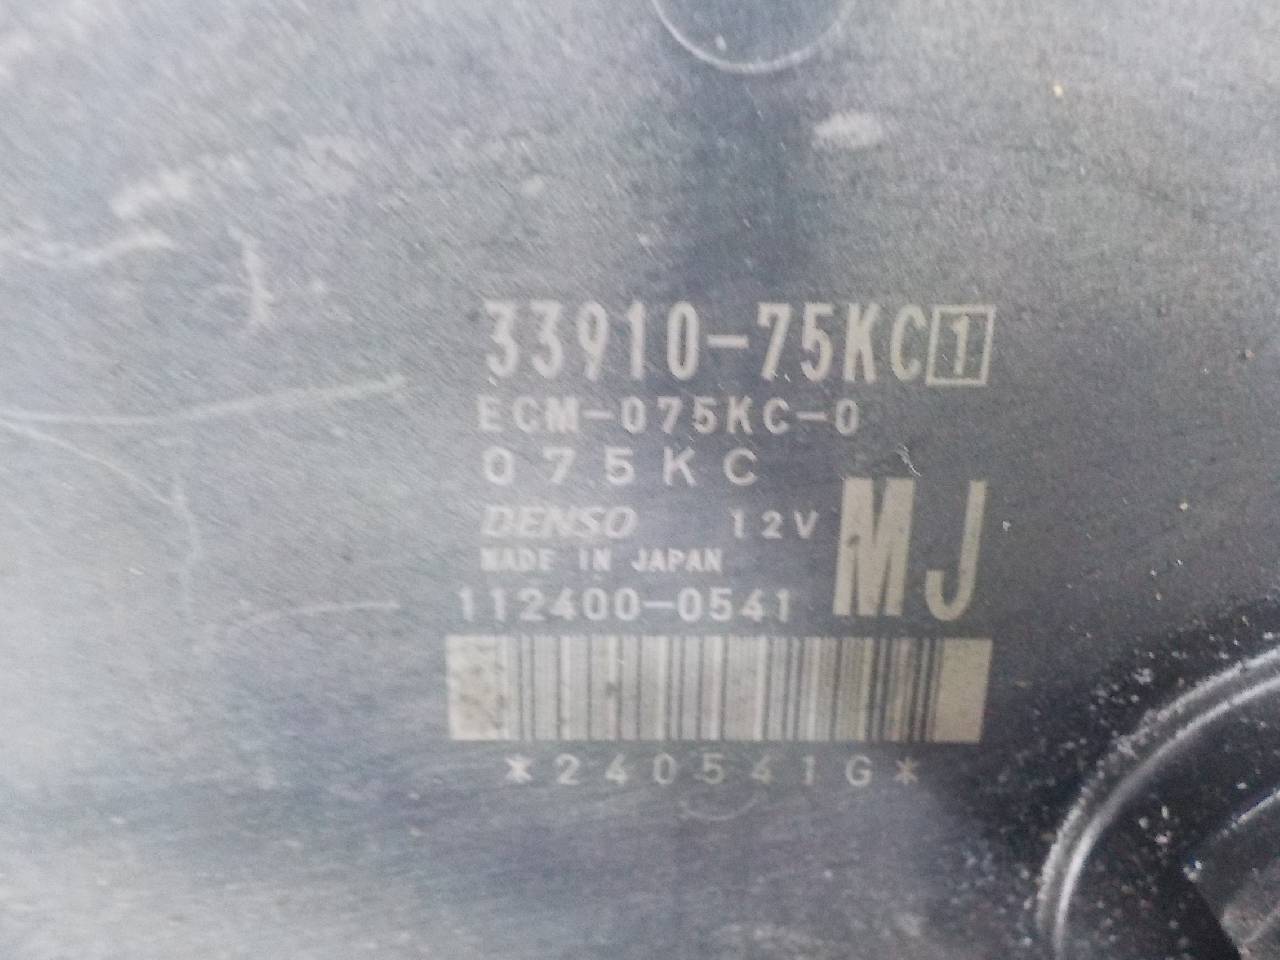 33910-75KC1
ECM-075KC-0
075KC
DENSO 12V MJ
MADE IN JAPAN
112400-0541
*240541G*